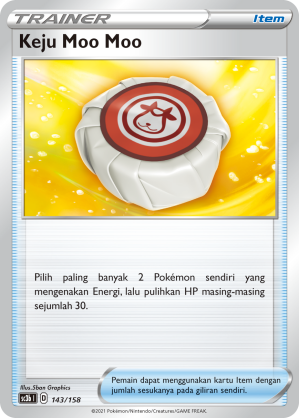 TRAINER Item
Keju Moo Moo
Pilih paling banyak 2 Pokémon sendiri yang
mengenakan Energi, lalu pulihkan HP masing-masing
sejumlah 30.
Illus.5ban Graphics
sc3b I D 143/158
Pemain dapat menggunakan kartu Item dengan
jumlah sesukanya pada giliran sendiri.
©2021 Pokémon/Nintendo/Creatures/GAME FREAK.